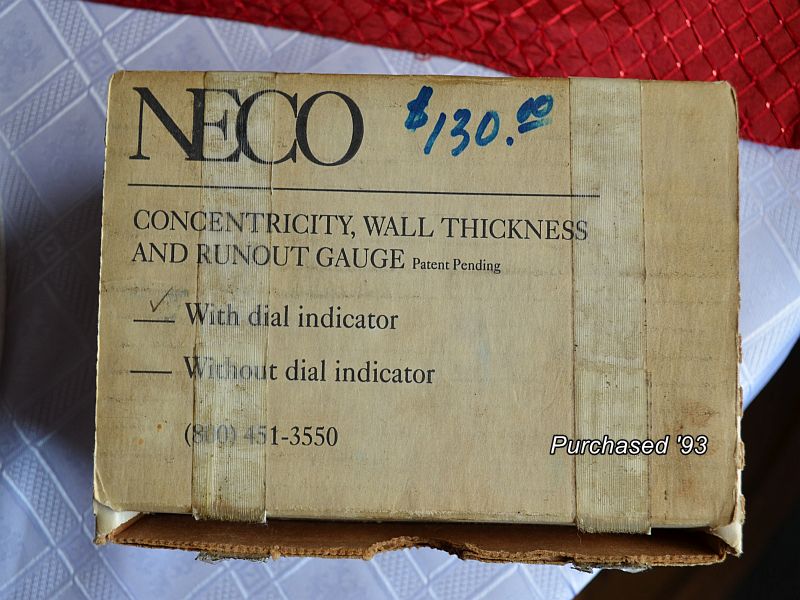 NECO $130.00
CONCENTRICITY, WALL THICKNESS
AND RUNOUT GAUGE Patent Pending
✓ With dial indicator
Without dial indicator
(800) 451-3550
Purchased '93